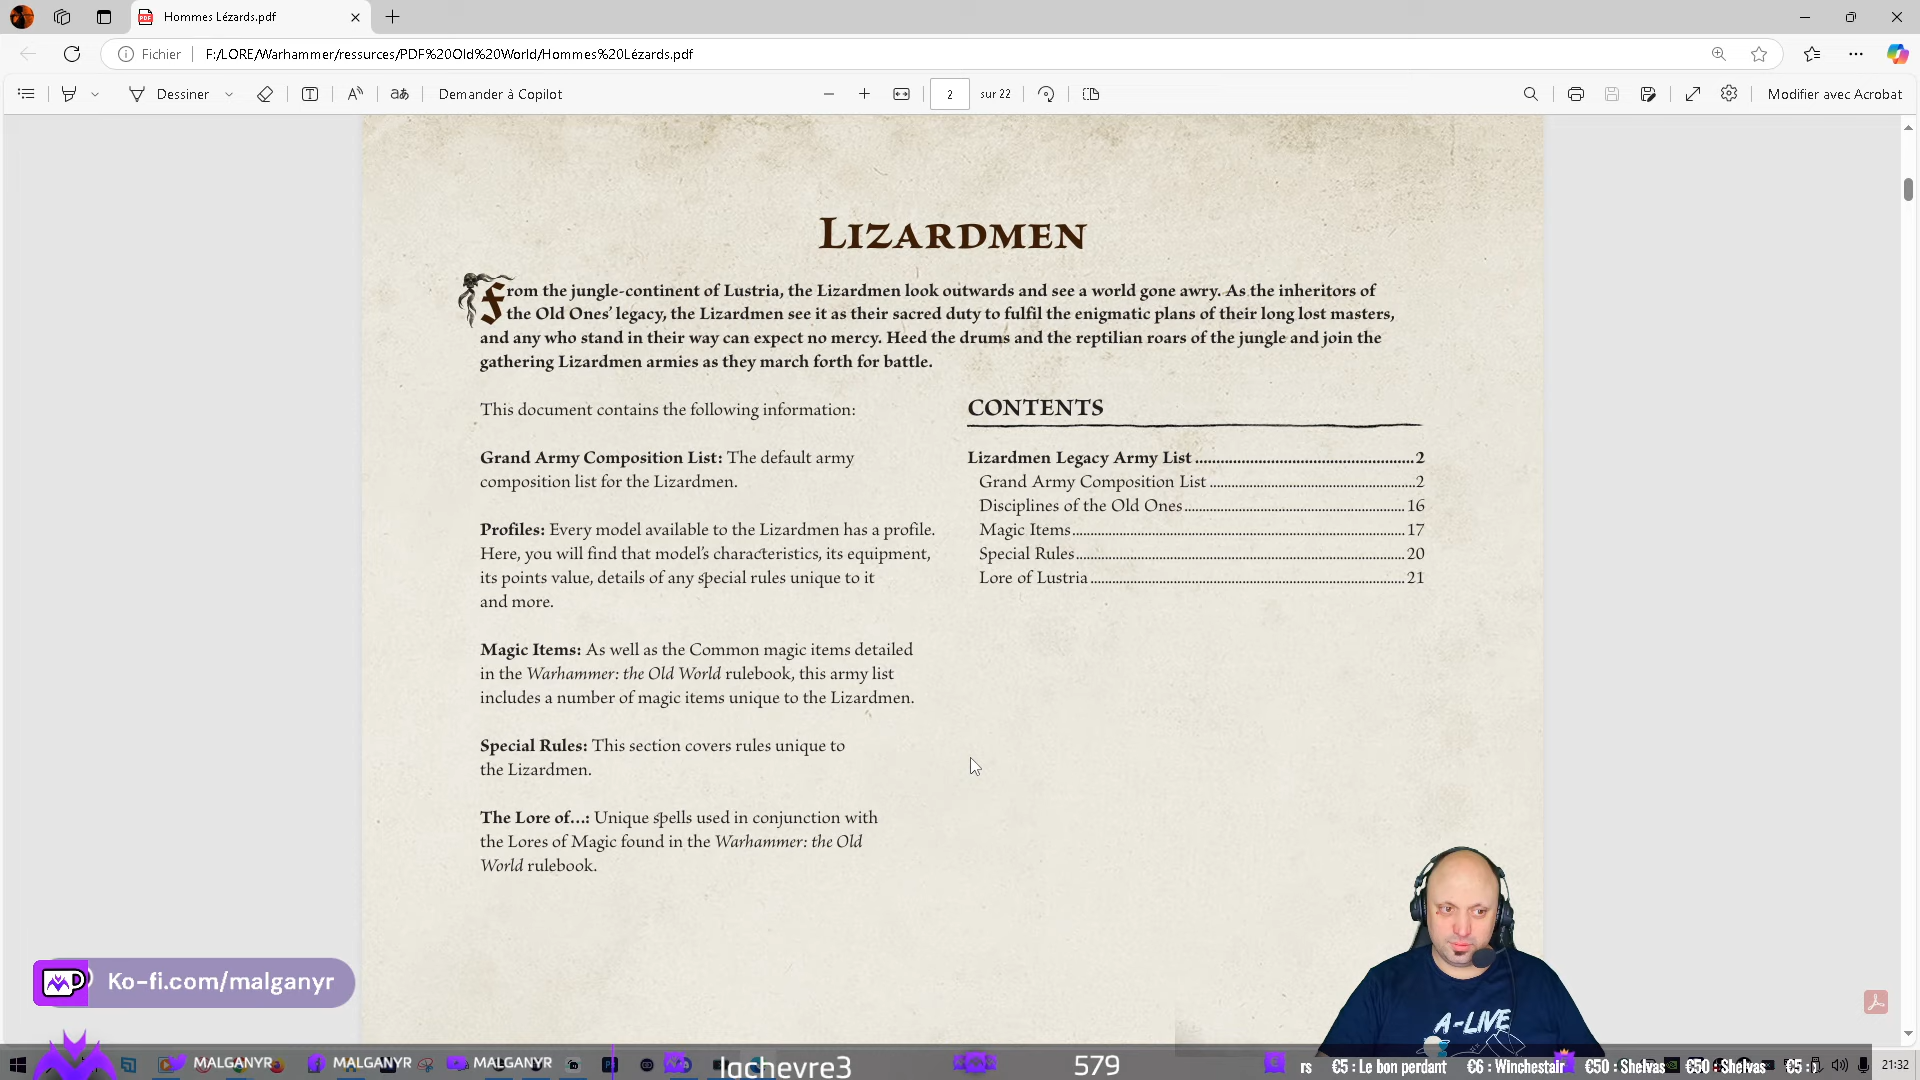 Hommes Lézards.pdf
Fichier
F:/LORE/Warhammer/ressures/PDF%20Old%20World/Hommes%20Lézards.pdf
Dessiner
Demander à Copilot
2
sur 22
Modifier avec Acrobat
LIZARDMEN
From the jungle-continent of Lustria, the Lizardmen look outwards and see a world gone awry. As the inheritors of
the Old Ones' legacy, the Lizardmen see it as their sacred duty to fulfil the enigmatic plans of their long lost masters,
and any who stand in their way can expect no mercy. Heed the drums and the reptilian roars of the jungle and join the
gathering Lizardmen armies as they march forth for battle.
This document contains the following information:
Grand Army Composition List: The default army
composition list for the Lizardmen.
Profiles: Every model available to the Lizardmen has a profile.
Here, you will find that model's characteristics, its equipment,
its points value, details of any special rules unique to it
and more.
Magic Items: As well as the Common magic items detailed
in the Warhammer: the Old World rulebook, this army list
includes a number of magic items unique to the Lizardmen.
Special Rules: This section covers rules unique to
the Lizardmen.
The Lore of...: Unique spells used in conjunction with
the Lores of Magic found in the Warhammer: the Old
World rulebook.
CONTENTS
Lizardmen Legacy Army List 2
Grand Army Composition List 2
Disciplines of the Old Ones 16
Magic Items 17
Special Rules 20
Lore of Lustria 21
A-LIVE
Ko-fi.com/malganyr
MALGANYR
MALGANYR
MALGANYR
lachevre3
579
rs
€5 : Le bon perdant
€6 : Winchestair
€50 : Shelvas
€50 : Shelvas
€5 :
21:32